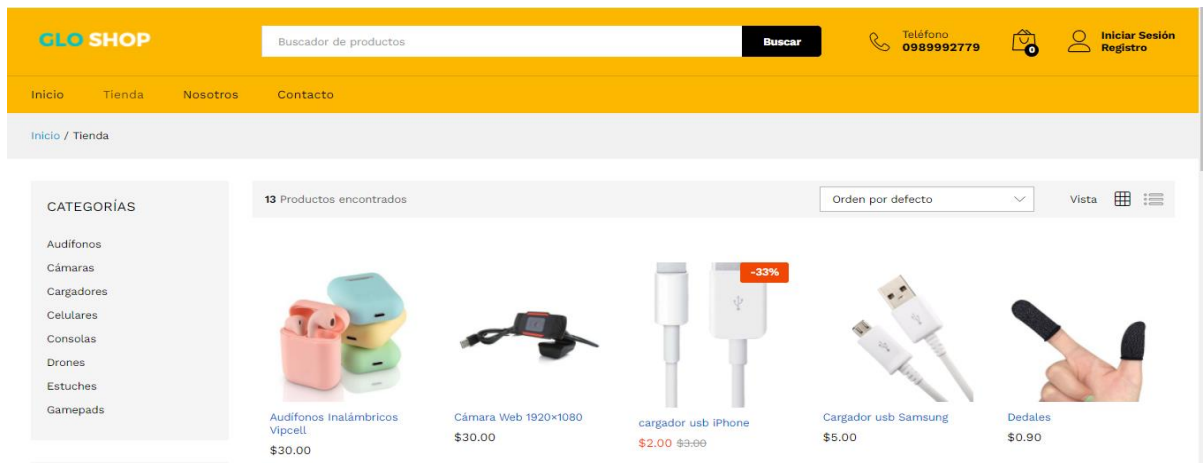 GLO SHOP
Buscador de productos
Buscar
Teléfono
0989992779
0
Iniciar Sesión
Registro
Inicio Tienda Nosotros Contacto
Inicio / Tienda
CATEGORÍAS
Audífonos
Cámaras
Cargadores
Celulares
Consolas
Drones
Estuches
Gamepads
13 Productos encontrados
Orden por defecto
Vista
-33%
Audífonos Inalámbricos
Vipcell
$30.00
Cámara Web 1920×1080
$30.00
cargador usb iPhone
$2.00 $3.00
Cargador usb Samsung
$5.00
Dedales
$0.90